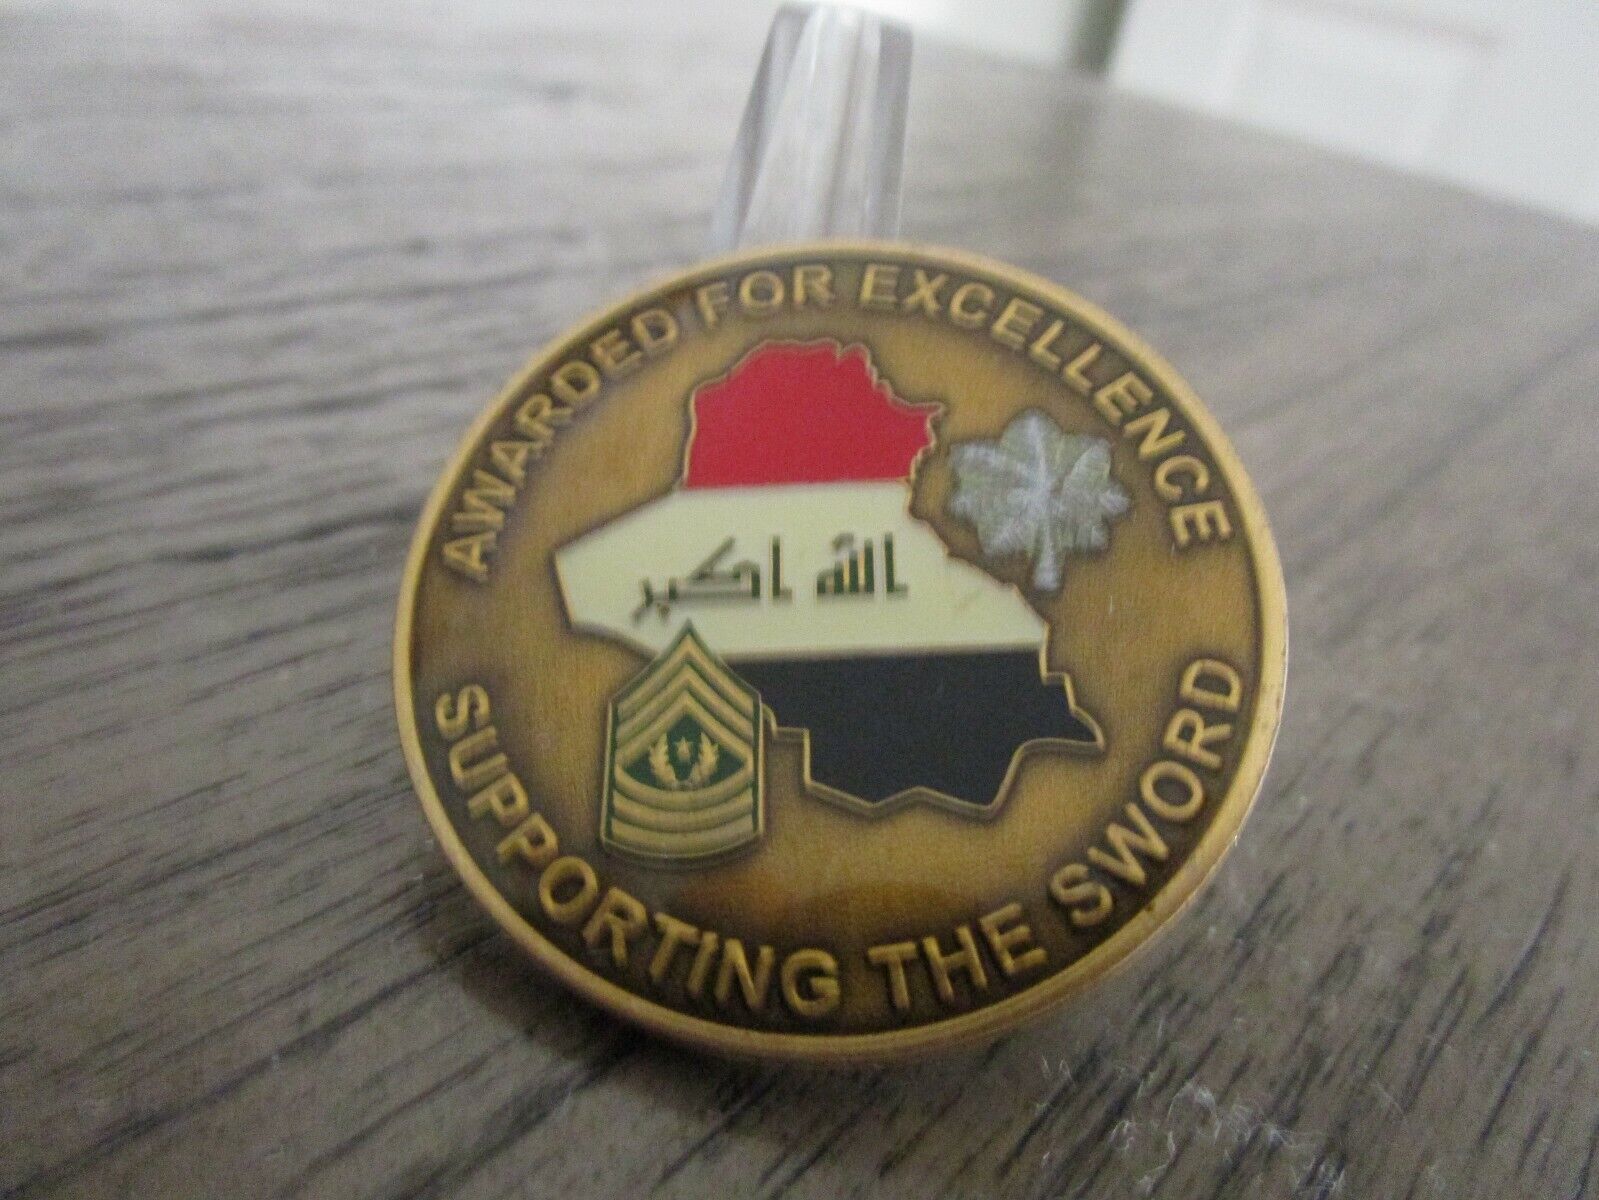 AWARDED FOR EXCELLENCE
الله اكبر
SUPPORTING THE SWORD